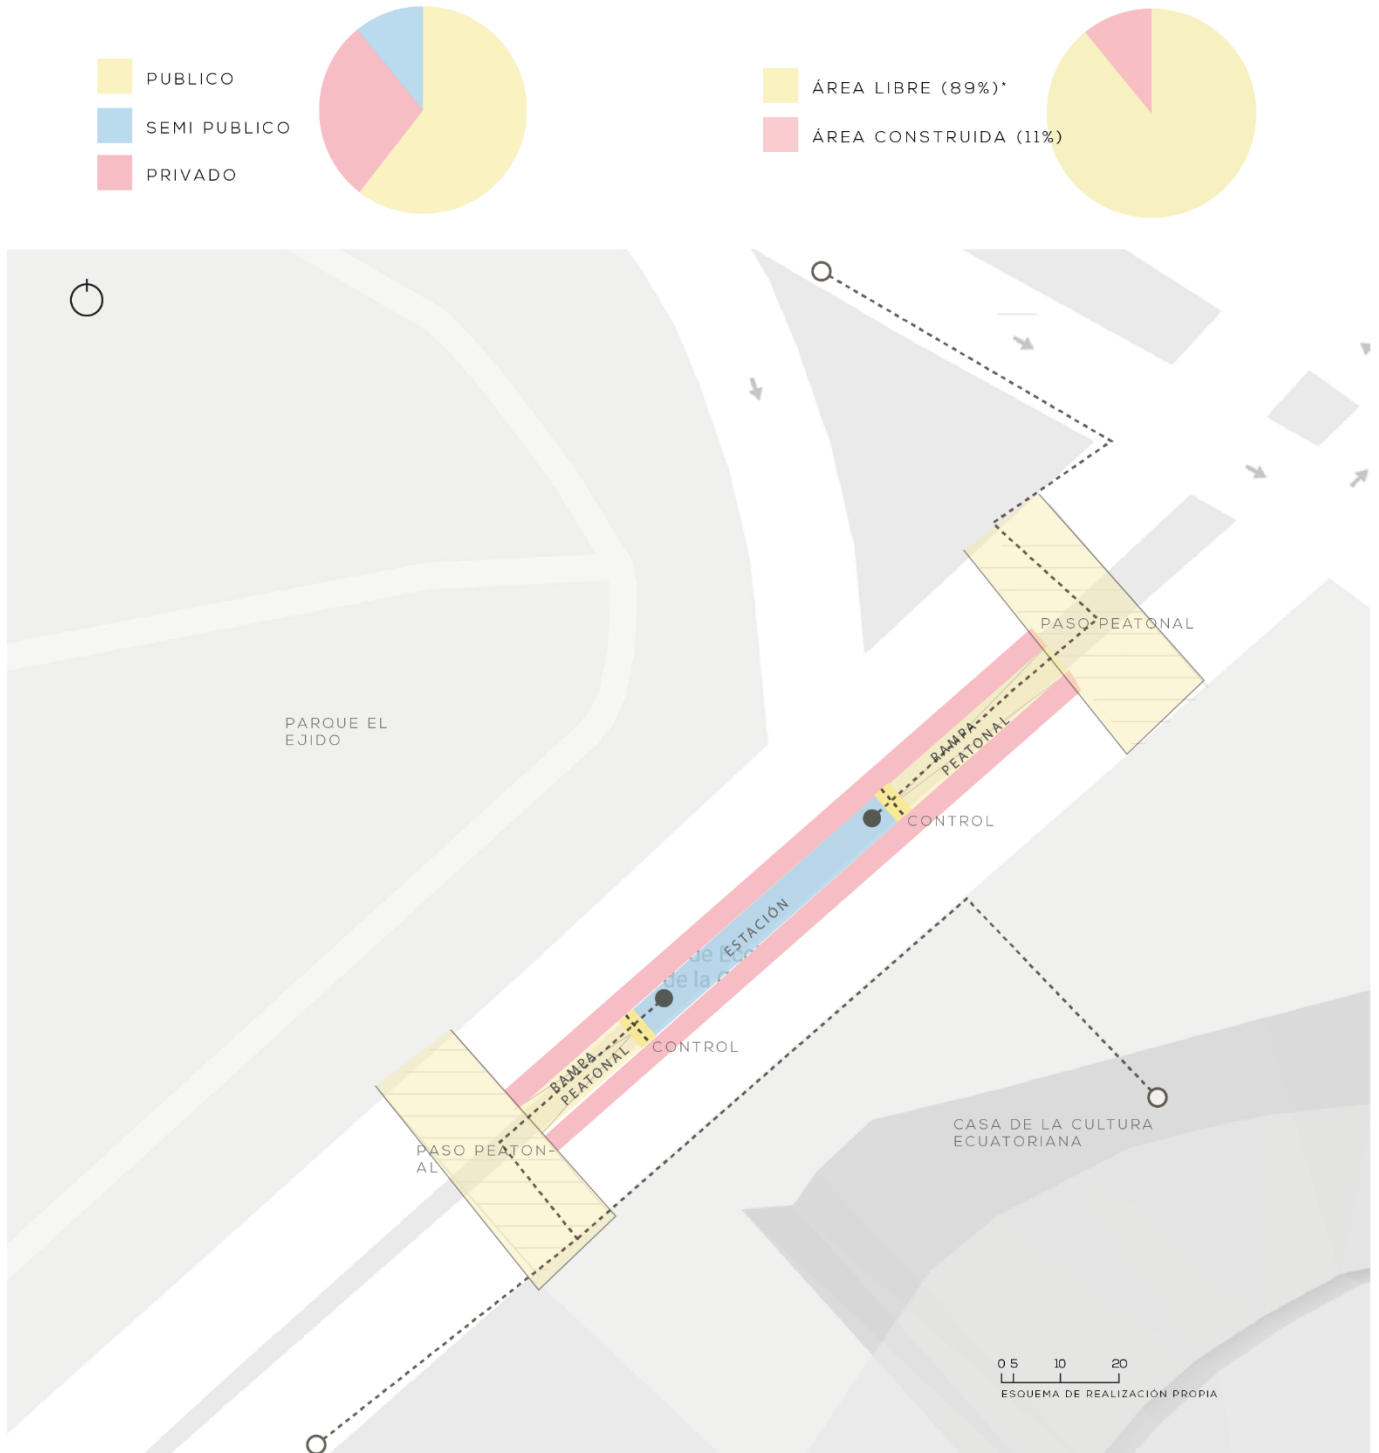 PUBLICO
SEMI PUBLICO
PRIVADO
ÁREA LIBRE (89%)*
ÁREA CONSTRUIDA (11%)
PASO PEATONAL
PARQUE EL
EJIDO
RAMPA
PEATONAL
CONTROL
ESTACIÓN
de la
CONTROL
RAMPA
PEATONAL
PASO PEATON-
AL
CASA DE LA CULTURA
ECUATORIANA
0 5 10 20
ESQUEMA DE REALIZACIÓN PROPIA